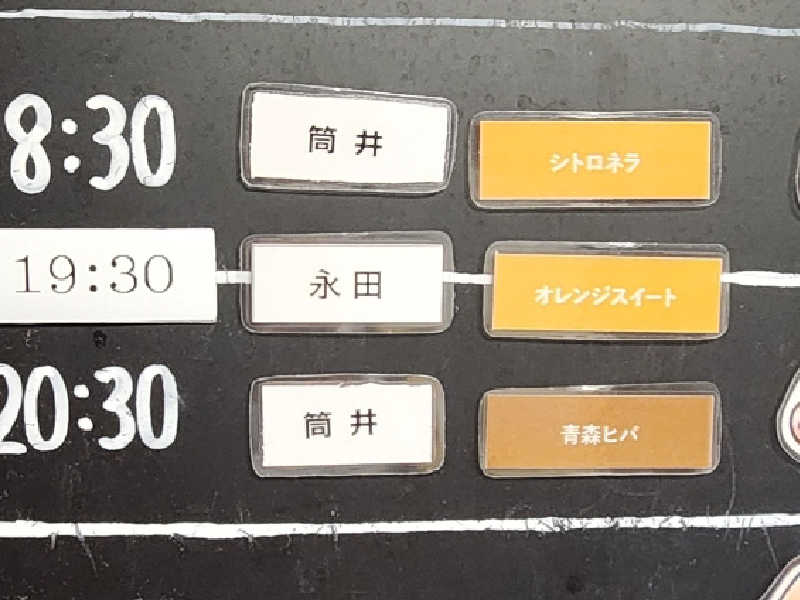 8:30 筒井 シトロネラ
19:30 永田 オレンジスイート
20:30 筒井 青森ヒバ